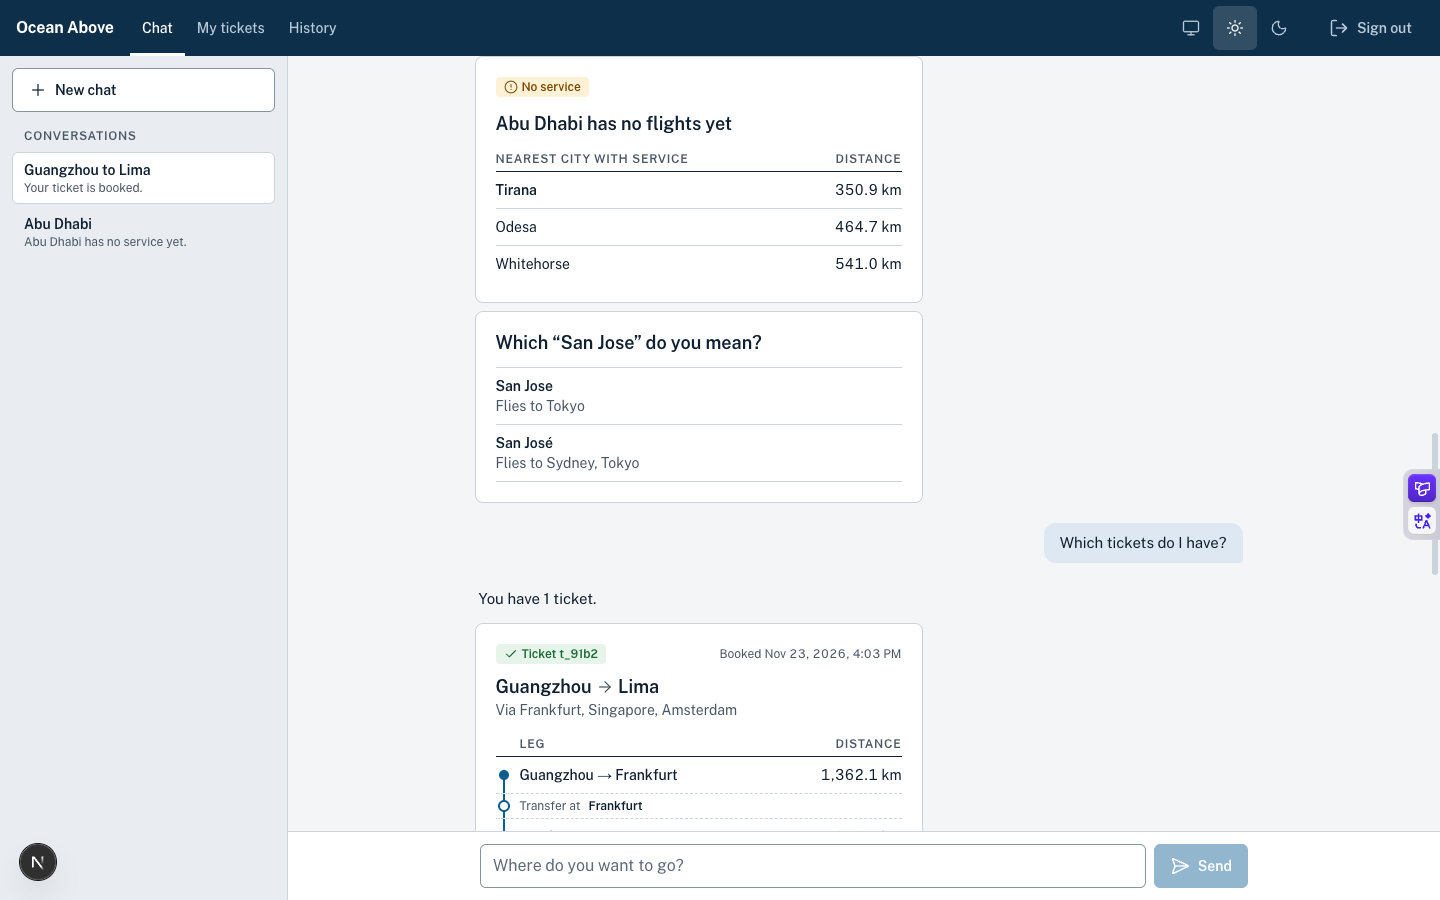 Ocean Above
Chat
My tickets
History
Sign out
New chat
CONVERSATIONS
Guangzhou to Lima
Your ticket is booked.
Abu Dhabi
Abu Dhabi has no service yet.
No service
Abu Dhabi has no flights yet
NEAREST CITY WITH SERVICE DISTANCE
Tirana 350.9 km
Odesa 464.7 km
Whitehorse 541.0 km
Which “San Jose” do you mean?
San Jose
Flies to Tokyo
San José
Flies to Sydney, Tokyo
Which tickets do I have?
You have 1 ticket.
Ticket t_91b2 Booked Nov 23, 2026, 4:03 PM
Guangzhou → Lima
Via Frankfurt, Singapore, Amsterdam
LEG DISTANCE
Guangzhou → Frankfurt 1,362.1 km
Transfer at Frankfurt
Where do you want to go?
Send
N
中A